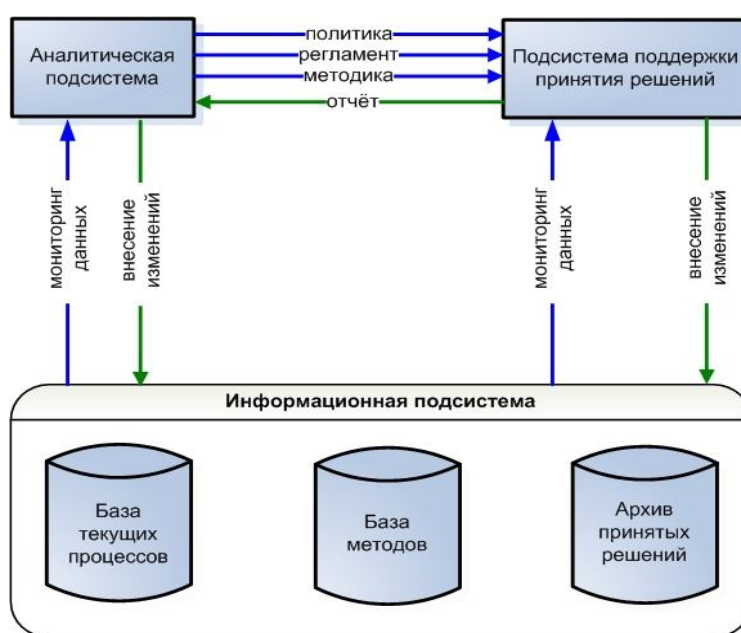 Аналитическая
подсистема
политика
регламент
методика
отчёт
Подсистема поддержки
принятия решений
мониторинг
данных
внесение
изменений
мониторинг
данных
внесение
изменений
Информационная подсистема
База
текущих
процессов
База
методов
Архив
принятых
решений